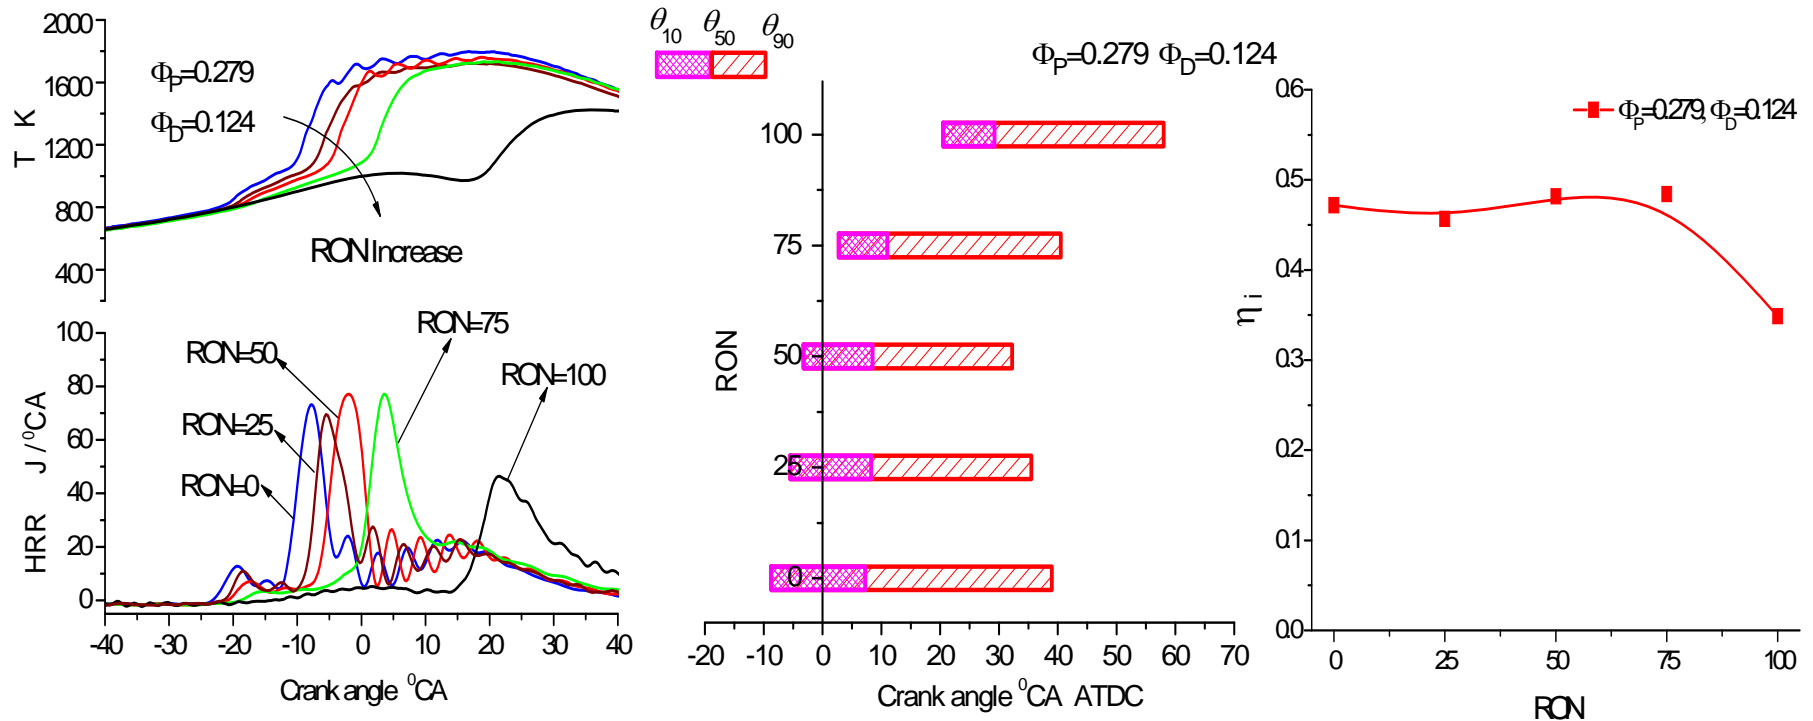 2000
1600
1200
800
400
T K
ΦP=0.279
ΦD=0.124
RON Increase
100
80
60
40
20
0
HRR J/⁰CA
RON=75
RON=50
RON=100
RON=25
RON=0
-40 -30 -20 -10 0 10 20 30 40
Crank angle ⁰CA
θ10 θ50 θ90
ΦP=0.279 ΦD=0.124
100
75
50
25
0
RON
-20 -10 0 10 20 30 40 50 60 70
Crank angle ⁰CA ATDC
0.6
0.5
0.4
0.3
0.2
0.1
0.0
ηi
ΦP=0.279, ΦD=0.124
0 25 50 75 100
RON